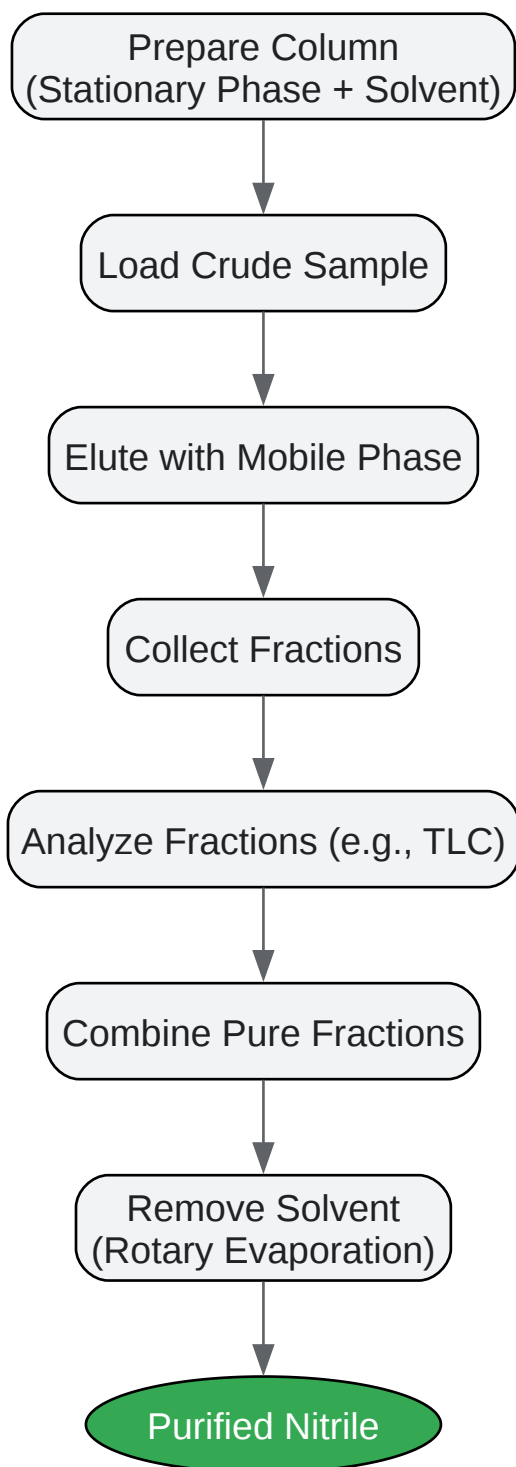 Prepare Column
(Stationary Phase + Solvent)
Load Crude Sample
Elute with Mobile Phase
Collect Fractions
Analyze Fractions (e.g., TLC)
Combine Pure Fractions
Remove Solvent
(Rotary Evaporation)
Purified Nitrile